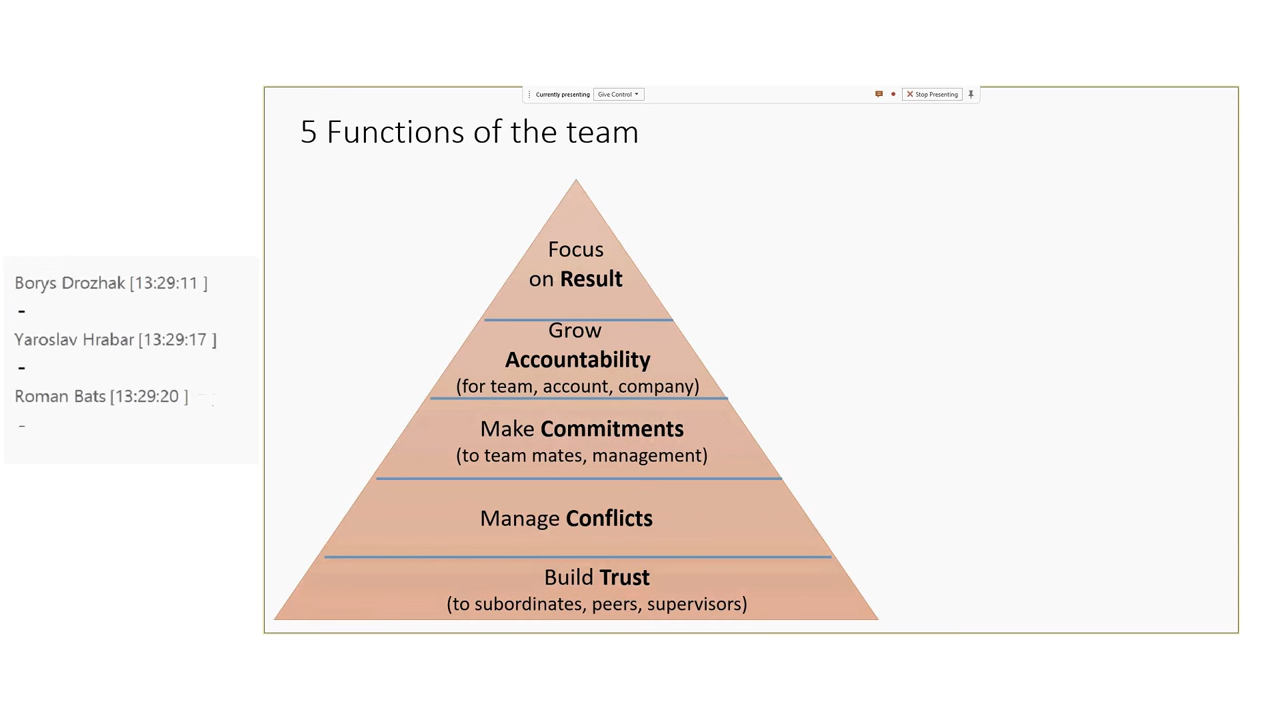 Currently presenting Give Control Stop Presenting
5 Functions of the team
Focus
on Result
Grow
Accountability
(for team, account, company)
Make Commitments
(to team mates, management)
Manage Conflicts
Build Trust
(to subordinates, peers, supervisors)
Borys Drozhak [13:29:11 ]
-
Yaroslav Hrabar [13:29:17 ]
-
Roman Bats [13:29:20 ]
-